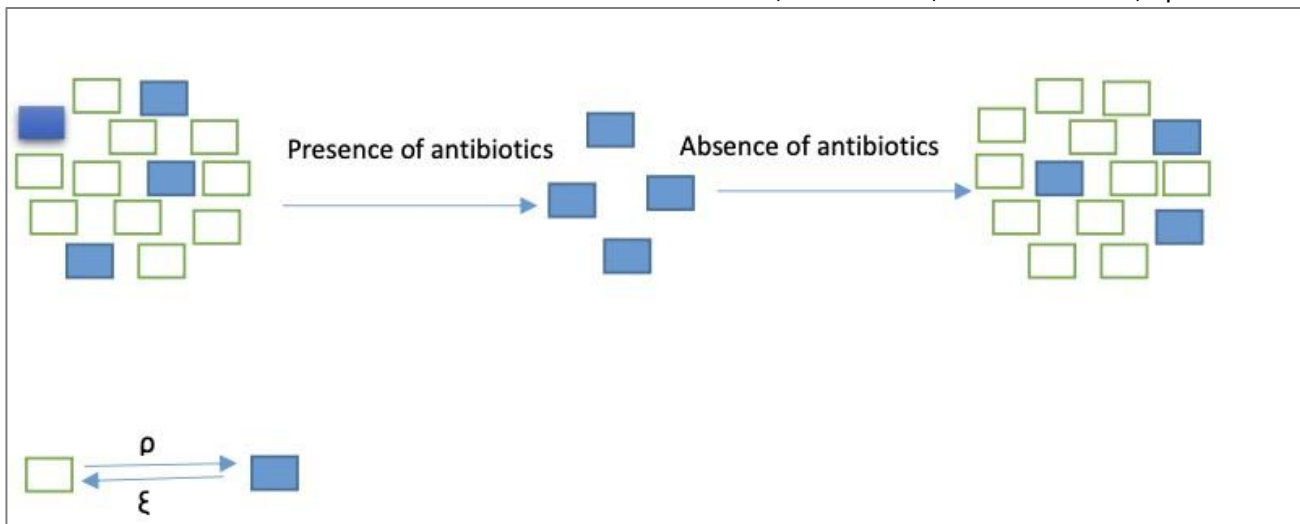 Presence of antibiotics
Absence of antibiotics
ρ
ξ